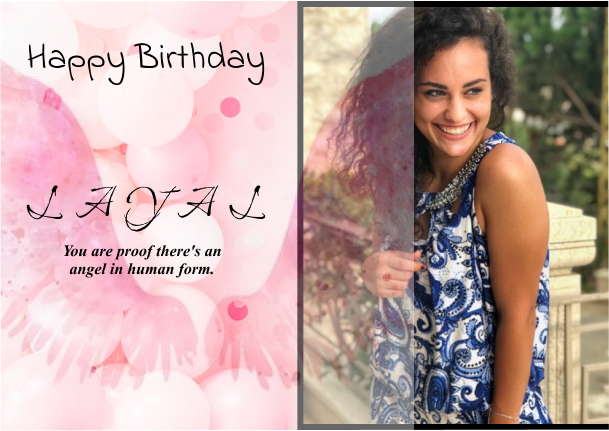 Happy Birthday
LAYAL
You are proof there's an
angel in human form.